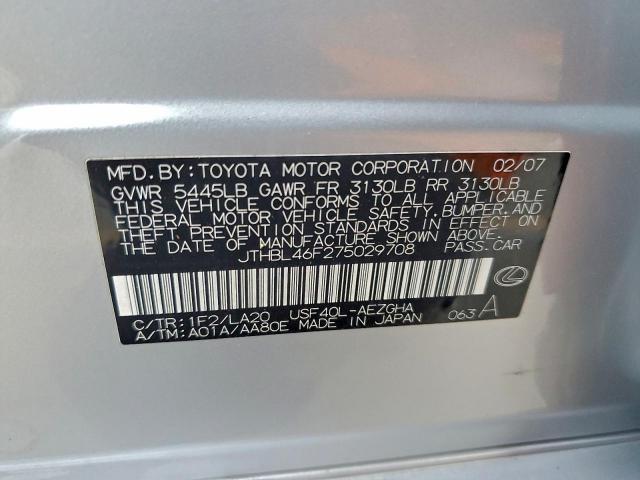 MFD.BY:TOYOTA MOTOR CORPORATION 02/07
GVWR 5445LB GAWR FR 3130LB RR 3130LB
THIS VEHICLE CONFORMS TO ALL APPLICABLE
FEDERAL MOTOR VEHICLE SAFETY,BUMPER,AND
THEFT PREVENTION STANDARDS IN EFFECT ON
THE DATE OF MANUFACTURE SHOWN ABOVE.
JTHBL46F275029708 PASS.CAR
C/TR:1F2/LA20 USF40L-AEZGHA 063 A
A/TM:A01A/AA80E MADE IN JAPAN